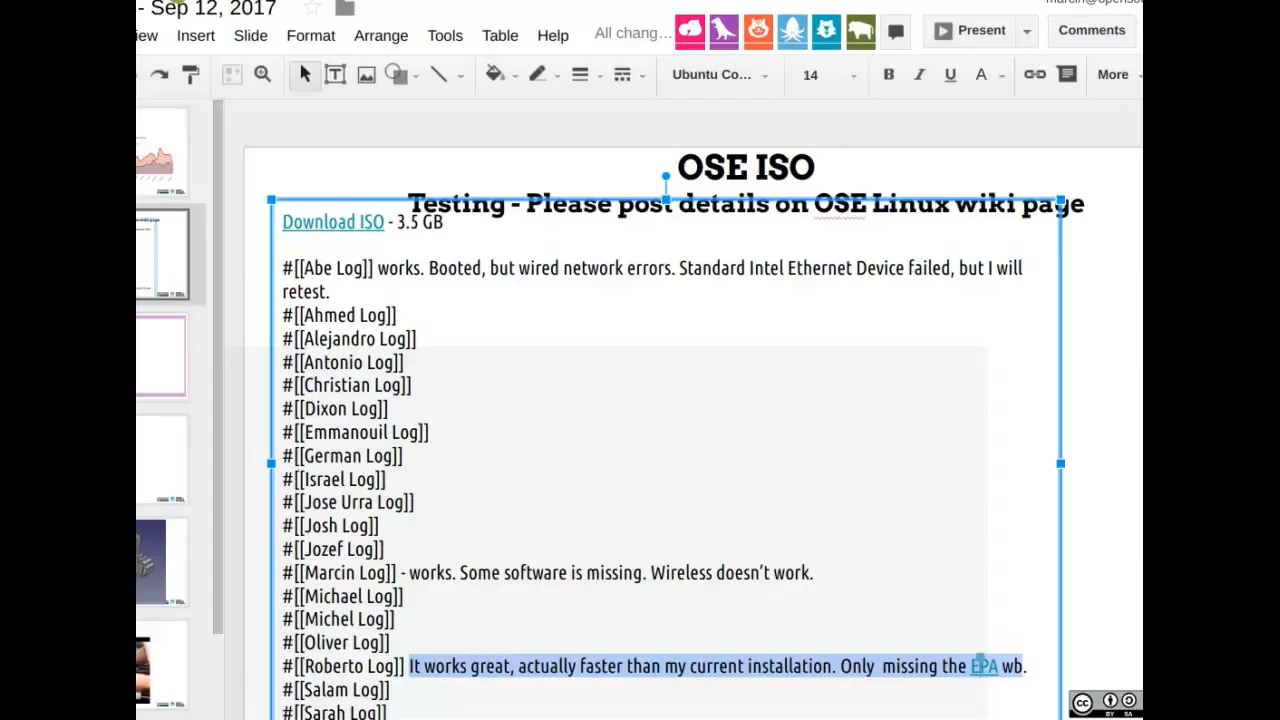 - Sep 12, 2017
iew Insert Slide Format Arrange Tools Table Help All chang… Present Comments
Ubuntu Co… 14 B I U A More
OSE ISO
Testing - Please post details on OSE Linux wiki page
Download ISO - 3.5 GB
#[[Abe Log]] works. Booted, but wired network errors. Standard Intel Ethernet Device failed, but I will
retest.
#[[Ahmed Log]]
#[[Alejandro Log]]
#[[Antonio Log]]
#[[Christian Log]]
#[[Dixon Log]]
#[[Emmanouil Log]]
#[[German Log]]
#[[Israel Log]]
#[[Jose Urra Log]]
#[[Josh Log]]
#[[Jozef Log]]
#[[Marcin Log]] - works. Some software is missing. Wireless doesn’t work.
#[[Michael Log]]
#[[Michel Log]]
#[[Oliver Log]]
#[[Roberto Log]] It works great, actually faster than my current installation. Only  missing the EPA wb.
#[[Salam Log]]
#[[Sarah Log]]
cc BY SA